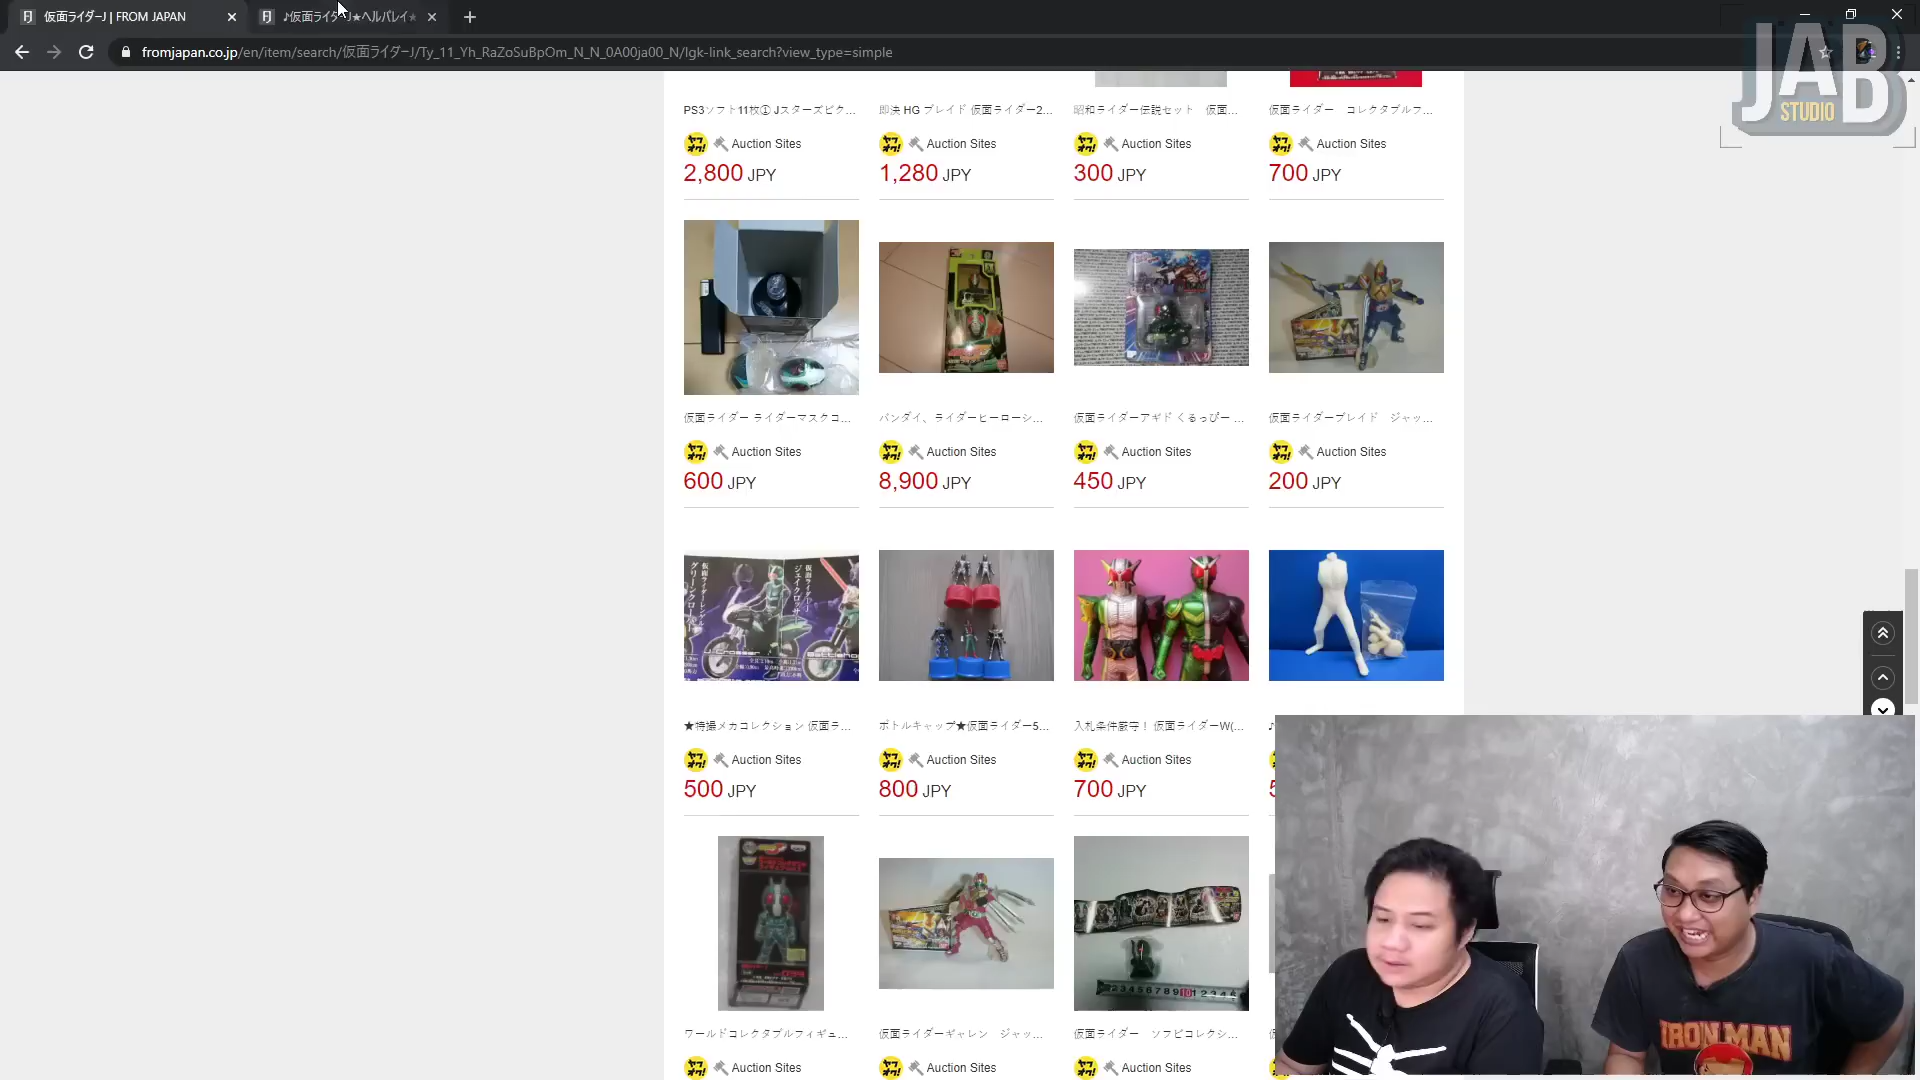 仮面ライダーJ | FROM JAPAN
fromjapan.co.jp/en/item/search/仮面ライダーJ/Ty_11_Yh_RaZoSuBpOm_N_N_0A00ja00_N/lgk-link_search?view_type=simple
JAB
STUDIO
PS3ソフト11枚① Jスターズビク...
即決 HG ブレイド 仮面ライダー2...
昭和ライダー伝説セット 仮面...
仮面ライダー コレクタブルフ...
Auction Sites
Auction Sites
Auction Sites
Auction Sites
2,800 JPY
1,280 JPY
300 JPY
700 JPY
仮面ライダー ライダーマスクコ...
バンダイ、ライダーヒーローシ...
仮面ライダーアギト くるっぴー ...
仮面ライダーブレイド ジャッ...
Auction Sites
Auction Sites
Auction Sites
Auction Sites
600 JPY
8,900 JPY
450 JPY
200 JPY
★特撮メカコレクション 仮面ラ...
ボトルキャップ★仮面ライダー5...
入札条件厳守！ 仮面ライダーW(...
Auction Sites
Auction Sites
Auction Sites
500 JPY
800 JPY
700 JPY
ワールドコレクタブルフィギュ...
仮面ライダーギャレン ジャッ...
仮面ライダー ソフビコレクシ...
Auction Sites
Auction Sites
Auction Sites
IRON MAN